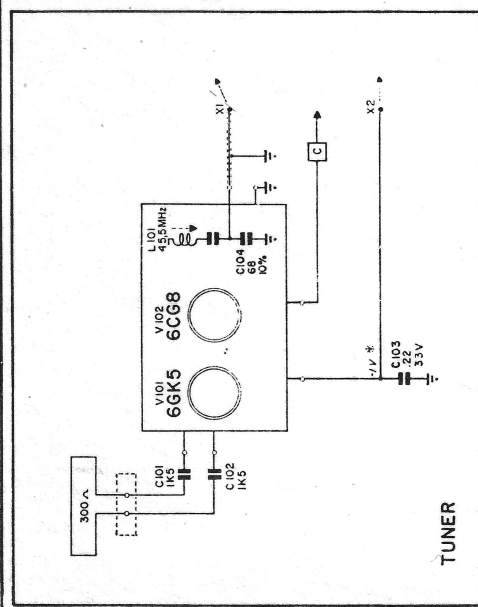 300 ~
C101
1K5
C102
1K5
V101
6GK5
V102
6CG8
L101
45,5MHz
C104
68
10%
X1
C
X2
-1V *
C103
.22
33V
TUNER